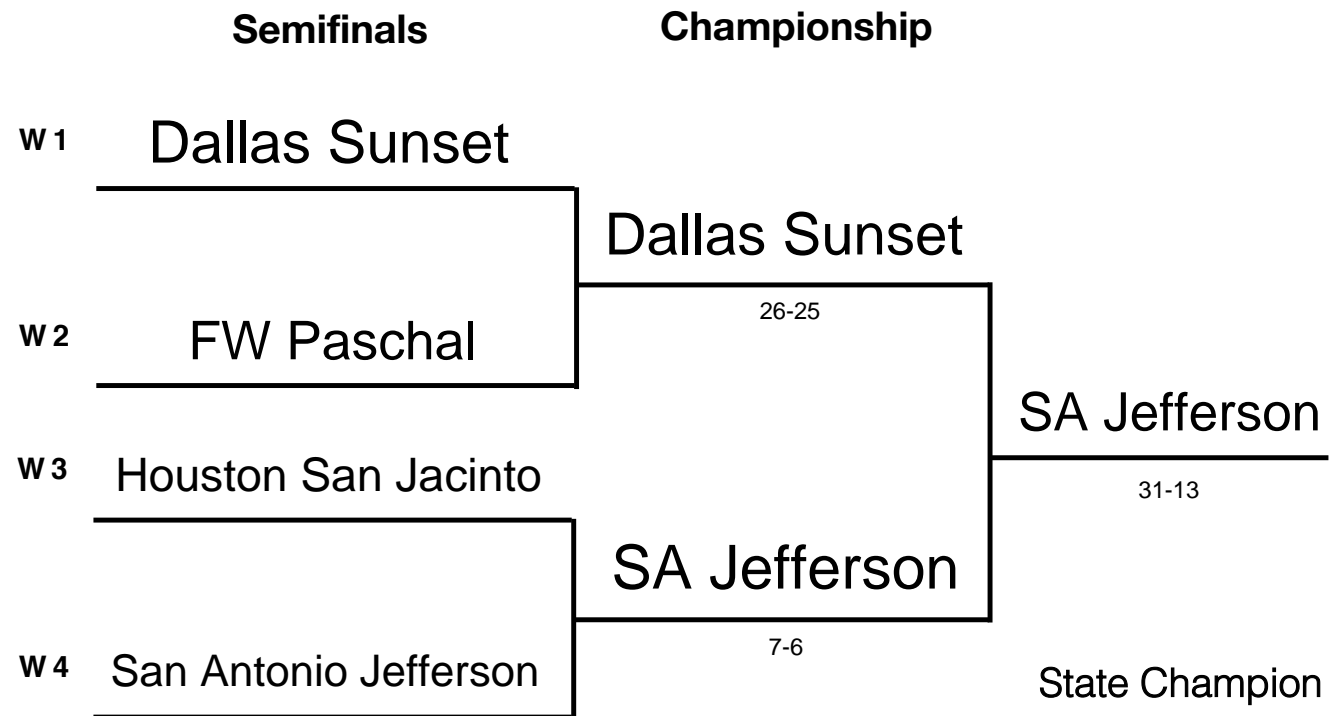 Semifinals
Championship
W 1
Dallas Sunset
Dallas Sunset
26-25
W 2
FW Paschal
SA Jefferson
31-13
W 3
Houston San Jacinto
SA Jefferson
7-6
W 4
San Antonio Jefferson
State Champion